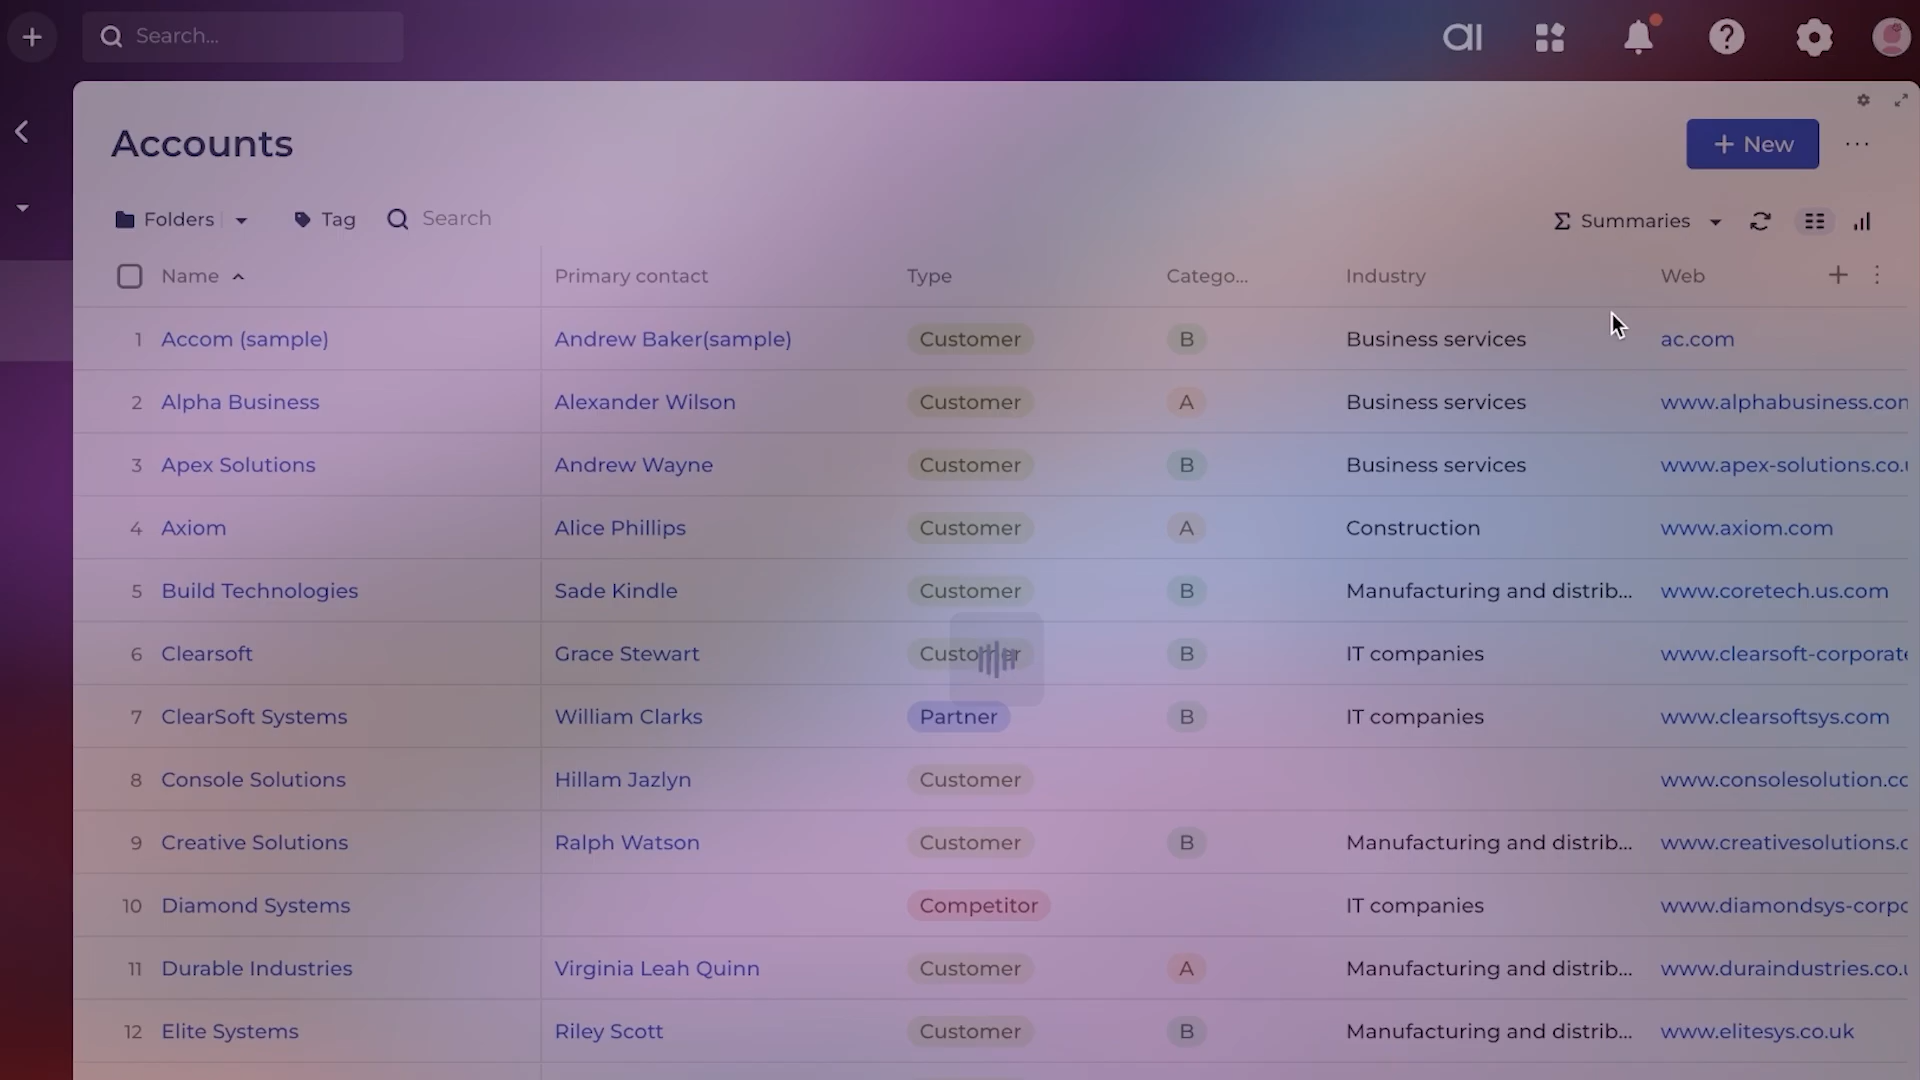 Search...
Accounts
New
...
Folders
Tag
Search
Σ Summaries
Name
Primary contact
Type
Catego...
Industry
Web
1 Accom (sample) Andrew Baker(sample) Customer B Business services ac.com
2 Alpha Business Alexander Wilson Customer A Business services www.alphabusiness.con
3 Apex Solutions Andrew Wayne Customer B Business services www.apex-solutions.co.
4 Axiom Alice Phillips Customer A Construction www.axiom.com
5 Build Technologies Sade Kindle Customer B Manufacturing and distrib... www.coretech.us.com
6 Clearsoft Grace Stewart Customer B IT companies www.clearsoft-corporate
7 ClearSoft Systems William Clarks Partner B IT companies www.clearsoftsys.com
8 Console Solutions Hillam Jazlyn Customer www.consolesolution.cc
9 Creative Solutions Ralph Watson Customer B Manufacturing and distrib... www.creativesolutions.c
10 Diamond Systems Competitor IT companies www.diamondsys-corpc
11 Durable Industries Virginia Leah Quinn Customer A Manufacturing and distrib... www.duraindustries.co.
12 Elite Systems Riley Scott Customer B Manufacturing and distrib... www.elitesys.co.uk